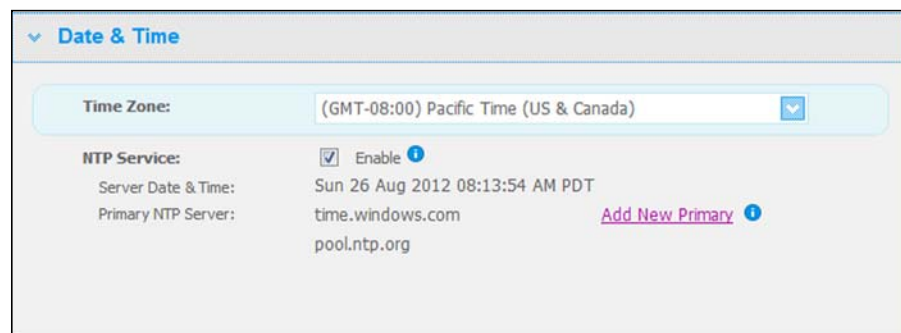 Date & Time
Time Zone: (GMT-08:00) Pacific Time (US & Canada)
NTP Service: Enable
Server Date & Time: Sun 26 Aug 2012 08:13:54 AM PDT
Primary NTP Server: time.windows.com Add New Primary
pool.ntp.org